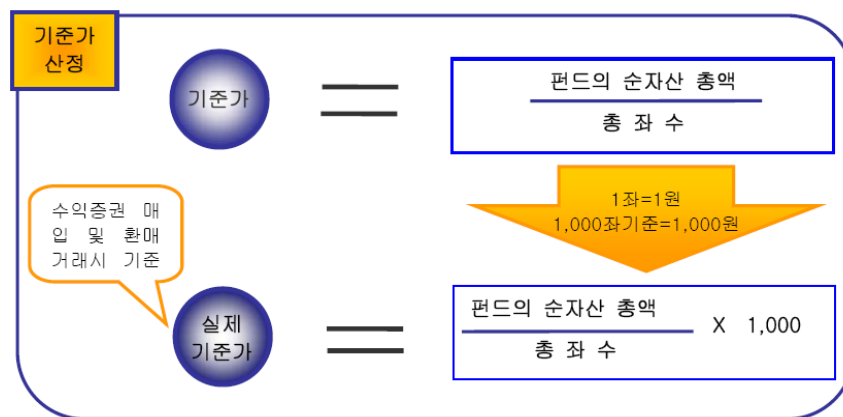 기준가
산정
기준가
펀드의 순자산 총액
총 좌 수
1좌=1원
1,000좌기준=1,000원
수익증권 매
입 및 환매
거래시 기준
실제
기준가
펀드의 순자산 총액
총 좌 수
X 1,000